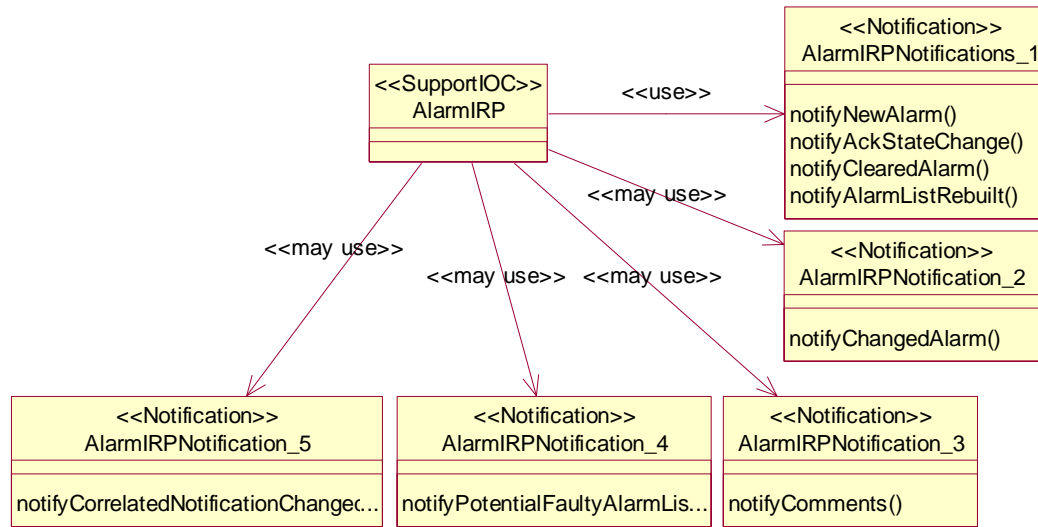 <<Notification>>
AlarmIRPNotifications_1
notifyNewAlarm()
notifyAckStateChange()
notifyClearedAlarm()
notifyAlarmListRebuilt()
<<SupportIOC>>
AlarmIRP
<<use>>
<<may use>>
<<may use>>
<<may use>>
<<may use>>
<<Notification>>
AlarmIRPNotification_2
notifyChangedAlarm()
<<Notification>>
AlarmIRPNotification_5
notifyCorrelatedNotificationChanged...
<<Notification>>
AlarmIRPNotification_4
notifyPotentialFaultyAlarmLis...
<<Notification>>
AlarmIRPNotification_3
notifyComments()